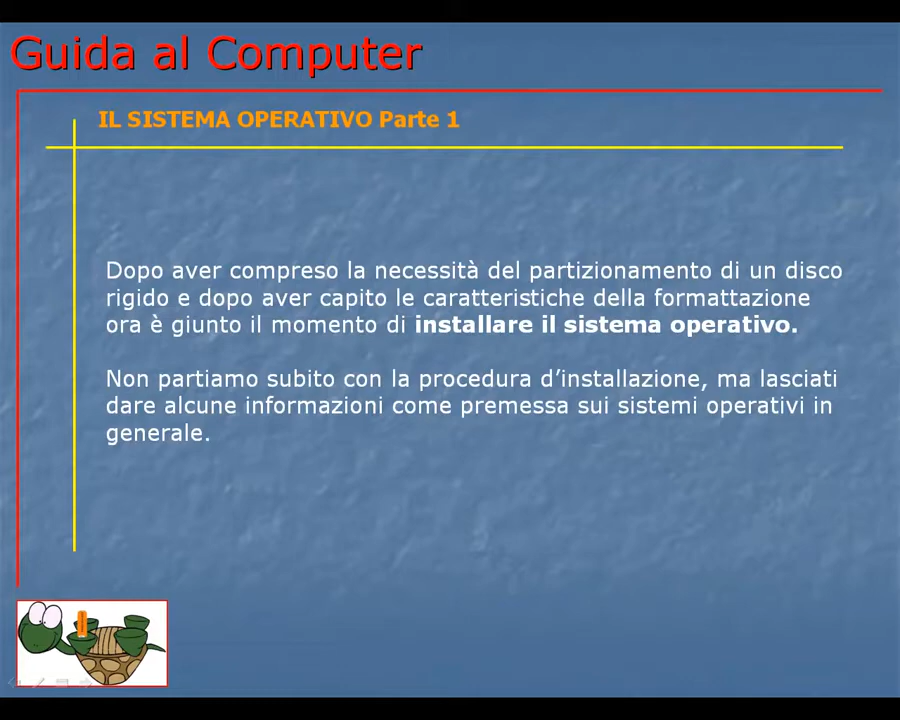 Guida al Computer
IL SISTEMA OPERATIVO Parte 1
Dopo aver compreso la necessità del partizionamento di un disco
rigido e dopo aver capito le caratteristiche della formattazione
ora è giunto il momento di installare il sistema operativo.
Non partiamo subito con la procedura d’installazione, ma lasciati
dare alcune informazioni come premessa sui sistemi operativi in
generale.